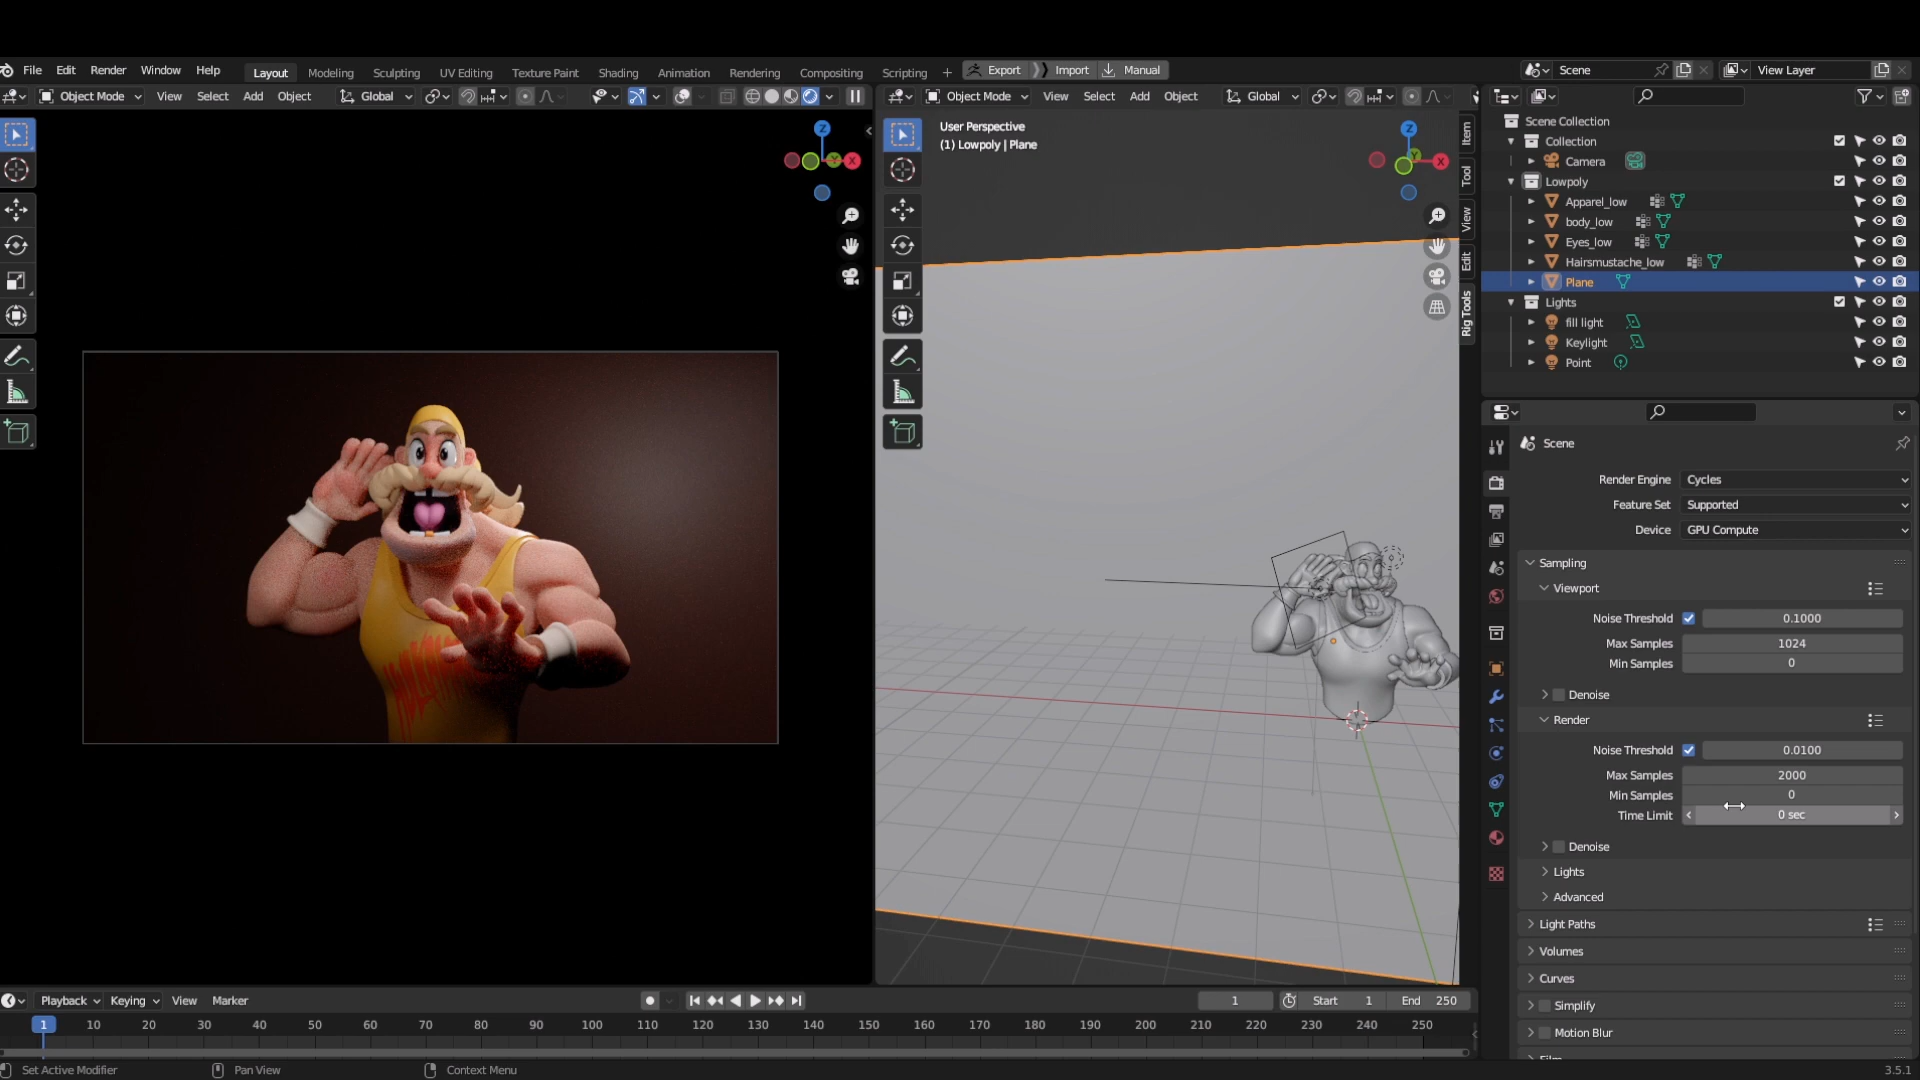 File Edit Render Window Help Layout Modeling Sculpting UV Editing Texture Paint Shading Animation Rendering Compositing Scripting + Export Import Manual Scene View Layer
Object Mode View Select Add Object Global
Object Mode View Select Add Object Global
User Perspective
(1) Lowpoly | Plane
Z
Y
X
Z
Y
X
Item
Tool
View
Edit
Rig Tools
Scene Collection
Collection
Camera
Lowpoly
Apparel_low
body_low
Eyes_low
Hairsmustache_low
Plane
Lights
fill light
Keylight
Point
Scene
Render Engine Cycles
Feature Set Supported
Device GPU Compute
Sampling
Viewport
Noise Threshold 0.1000
Max Samples 1024
Min Samples 0
Denoise
Render
Noise Threshold 0.0100
Max Samples 2000
Min Samples 0
Time Limit 0 sec
Denoise
Lights
Advanced
Light Paths
Volumes
Curves
Simplify
Motion Blur
Playback Keying View Marker 1 Start 1 End 250
1 10 20 30 40 50 60 70 80 90 100 110 120 130 140 150 160 170 180 190 200 210 220 230 240 250
Set Active Modifier Pan View Context Menu 3.5.1